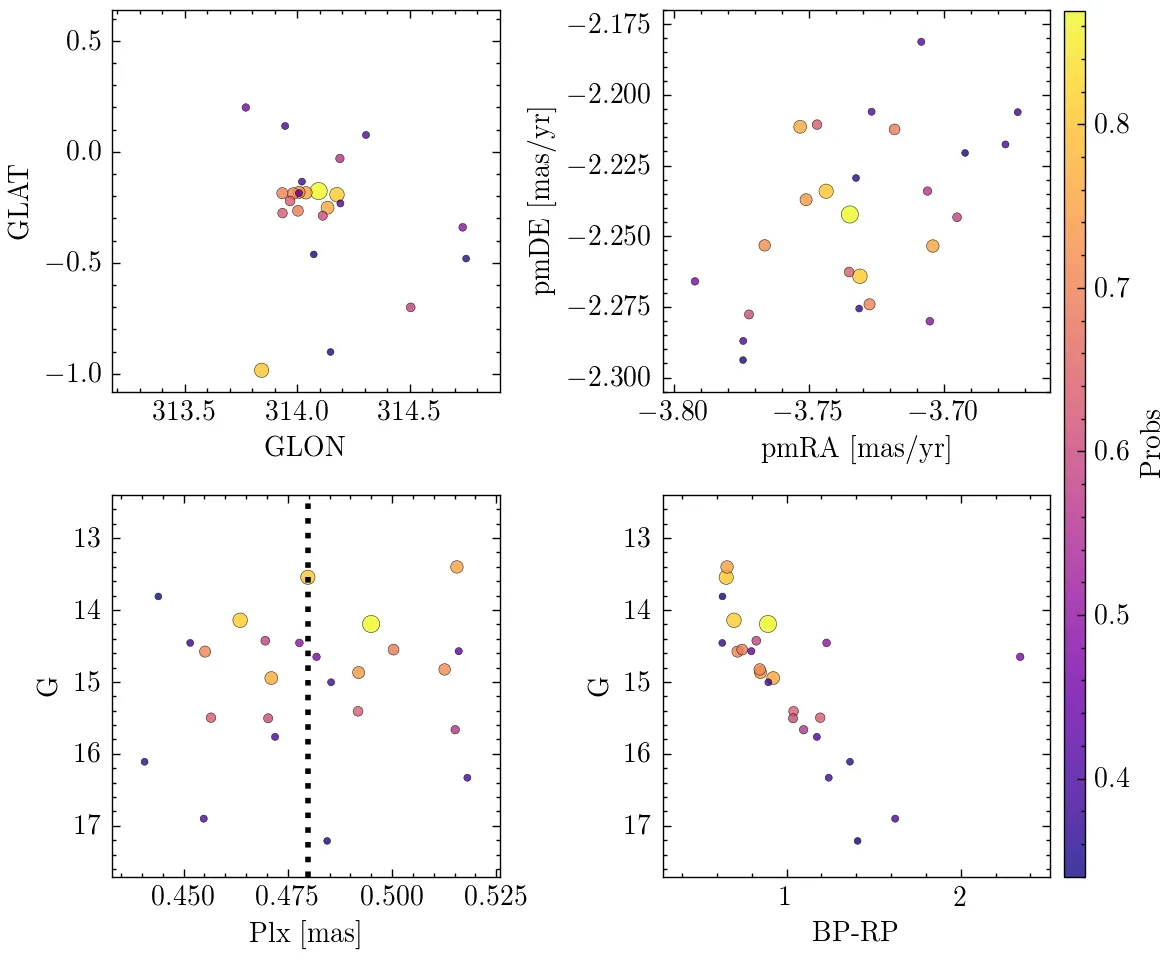 0.5
0.0
−0.5
−1.0
GLAT
313.5 314.0 314.5
GLON
−2.175
−2.200
−2.225
−2.250
−2.275
−2.300
pmDE [mas/yr]
−3.80 −3.75 −3.70
pmRA [mas/yr]
13
14
15
16
17
G
0.450 0.475 0.500 0.525
Plx [mas]
13
14
15
16
17
G
1 2
BP-RP
0.8
0.7
0.6
0.5
0.4
Probs